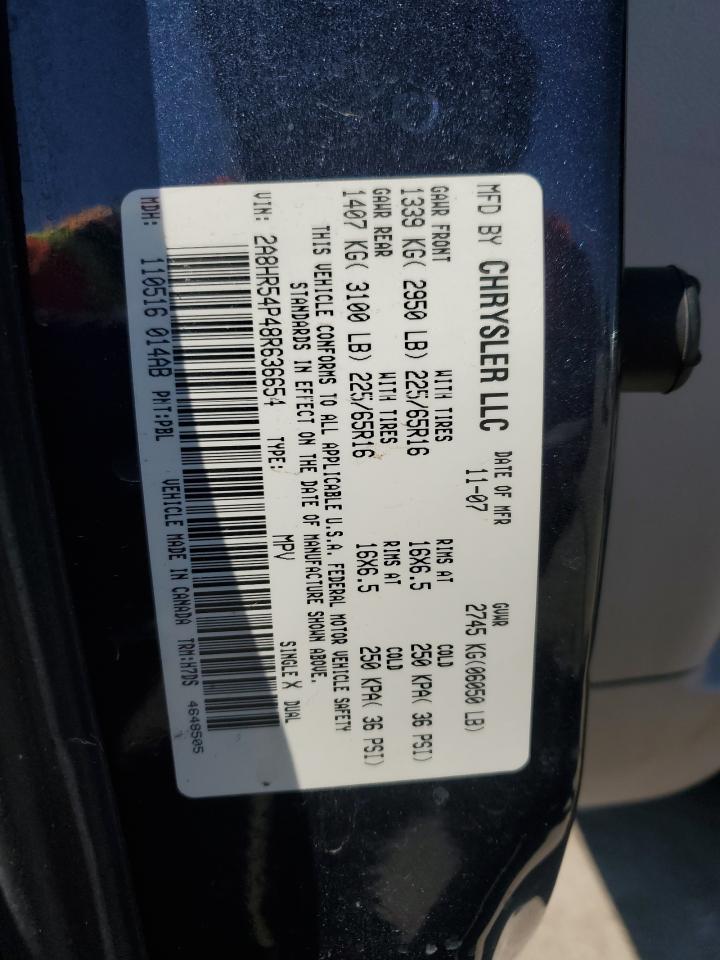 MFD BY CHRYSLER LLC DATE OF MFR 11-07 GVWR 2745 KG(06050 LB)
GAWR FRONT WITH TIRES RIMS AT COLD
1339 KG( 2950 LB) 225/65R16 16X6.5 250 KPA( 36 PSI)
GAWR REAR WITH TIRES RIMS AT COLD
1407 KG( 3100 LB) 225/65R16 16X6.5 250 KPA( 36 PSI)
THIS VEHICLE CONFORMS TO ALL APPLICABLE U.S.A. FEDERAL MOTOR VEHICLE SAFETY
STANDARDS IN EFFECT ON THE DATE OF MANUFACTURE SHOWN ABOVE.
VIN: 2A8HR54P48R636654 TYPE: MPV SINGLE X DUAL
MDH: 110516 014AB PNT:PBL VEHICLE MADE IN CANADA TRM:H7DS 4648505